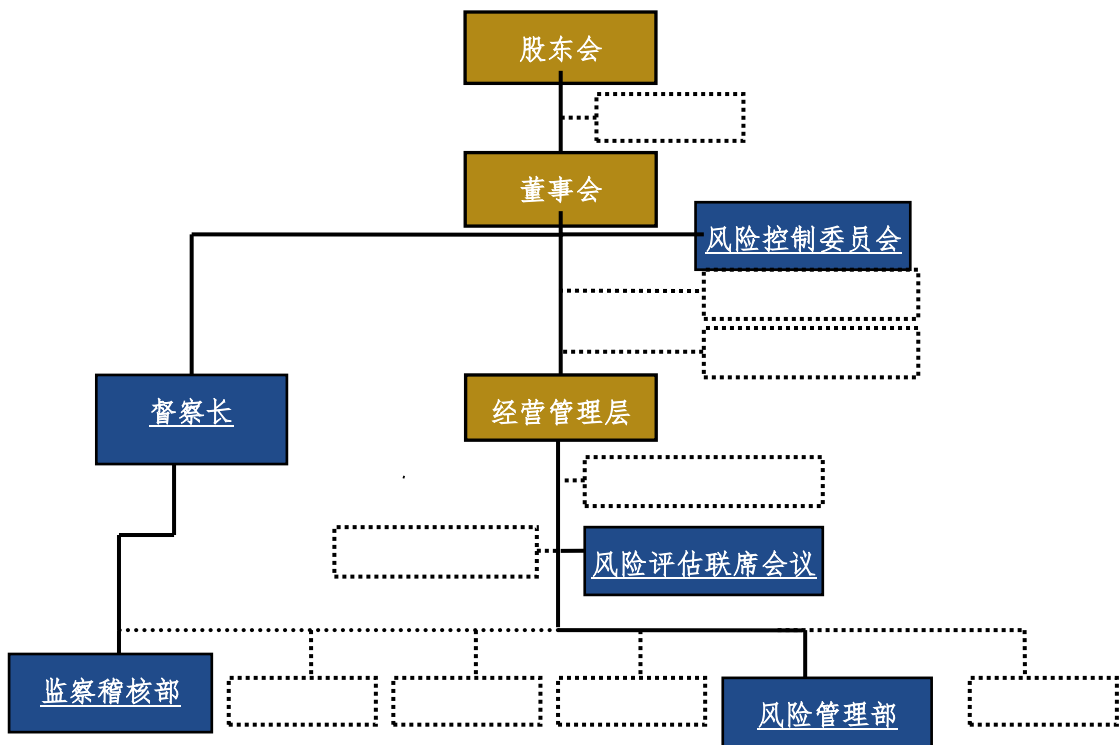 股东会
董事会
风险控制委员会
督察长
经营管理层
风险评估联席会议
监察稽核部
风险管理部